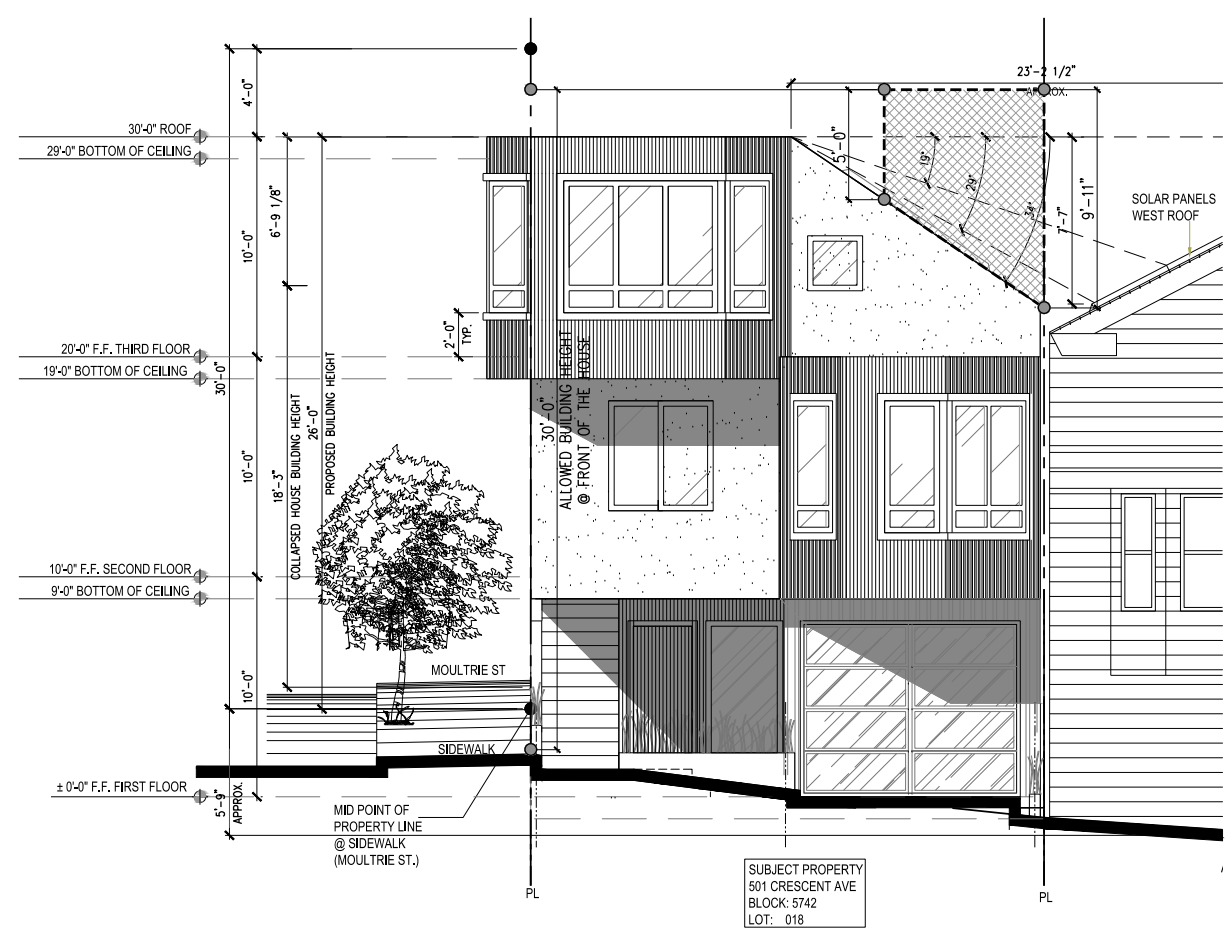 23'-2 1/2"
4'-0"
30'-0" ROOF
29'-0" BOTTOM OF CEILING
5'-0"
19°
29°
34°
7'-7"
9'-11"
SOLAR PANELS
WEST ROOF
6'-9 1/8"
10'-0"
2'-0"
TYP.
20'-0" F.F. THIRD FLOOR
19'-0" BOTTOM OF CEILING
30'-0"
COLLAPSED HOUSE BUILDING HEIGHT
26'-0"
PROPOSED BUILDING HEIGHT
30'-0"
ALLOWED BUILDING HEIGHT
@ FRONT OF THE HOUSE
10'-0"
18'-3"
10'-0" F.F. SECOND FLOOR
9'-0" BOTTOM OF CEILING
10'-0"
MOULTRIE ST
SIDEWALK
± 0'-0" F.F. FIRST FLOOR
5'-9"
APPROX.
MID POINT OF
PROPERTY LINE
@ SIDEWALK
(MOULTRIE ST.)
PL
SUBJECT PROPERTY
501 CRESCENT AVE
BLOCK: 5742
LOT: 018
PL